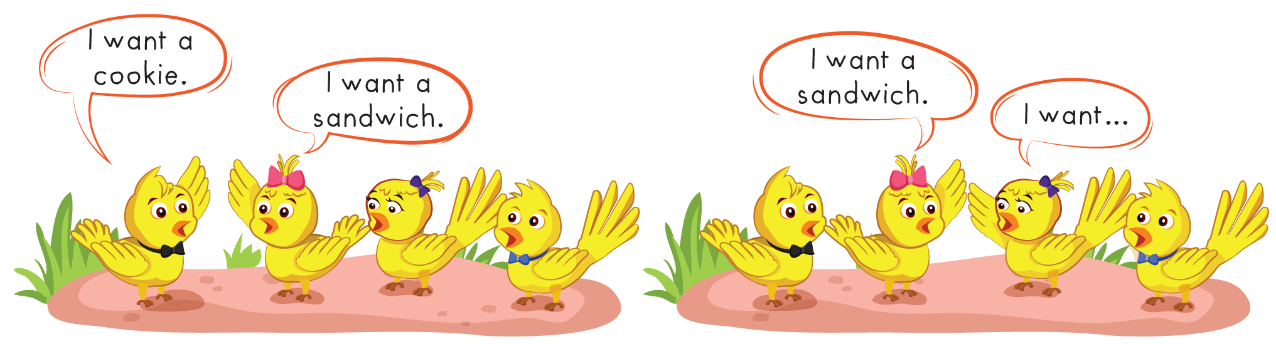 I want a
cookie.
I want a
sandwich.
I want a
sandwich.
I want...